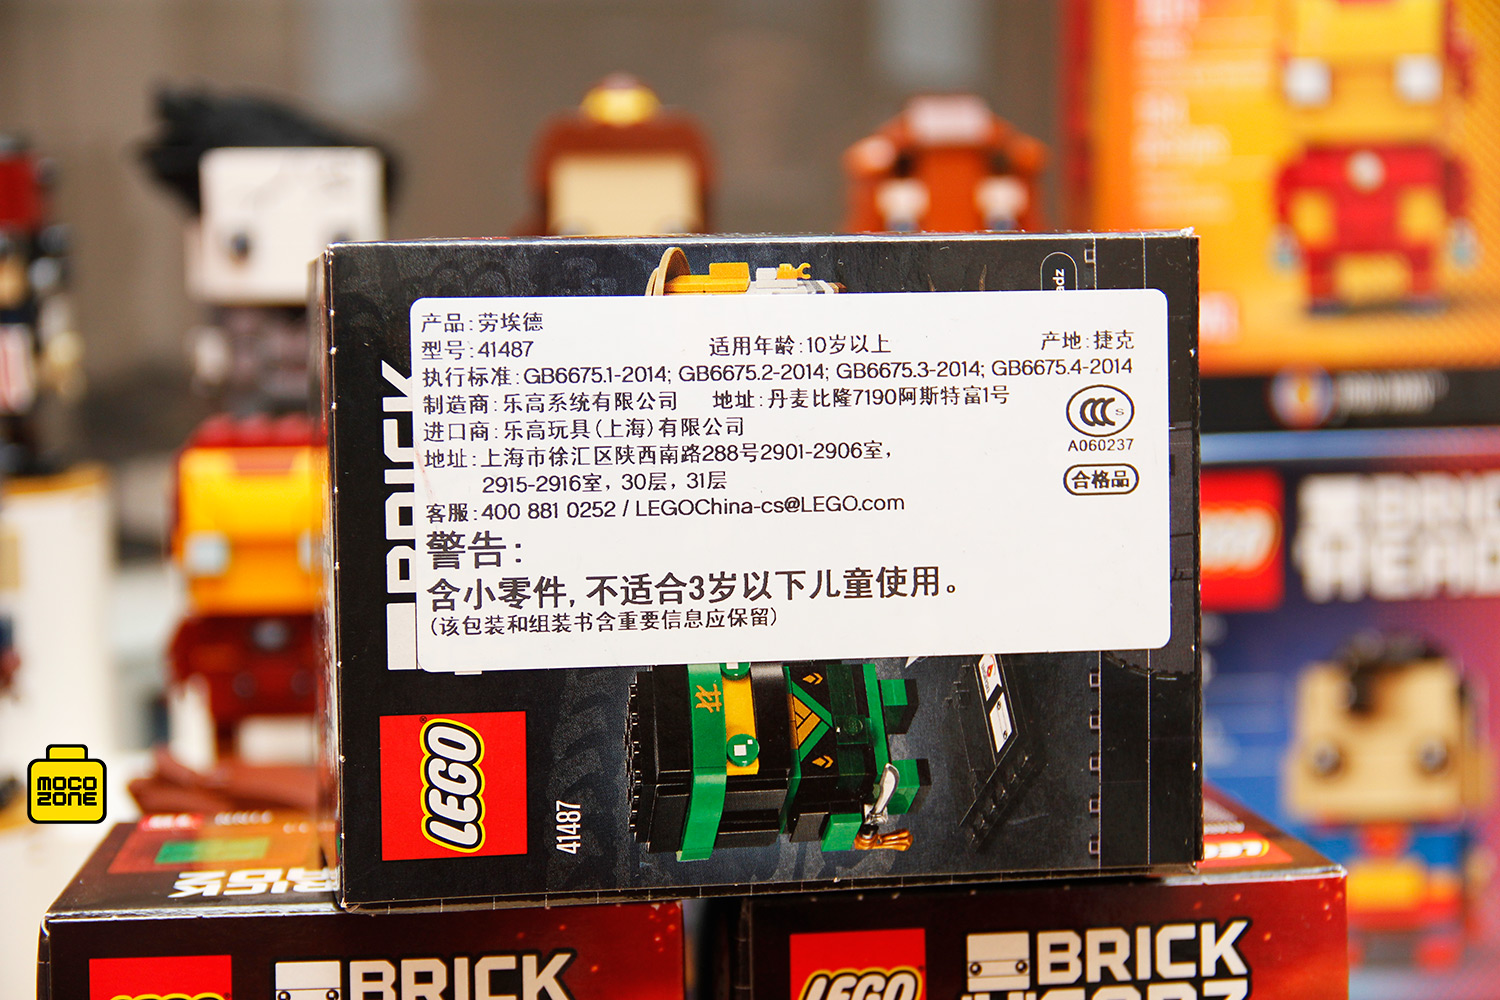 产品:劳埃德
型号:41487 适用年龄:10岁以上 产地:捷克
执行标准:GB6675.1-2014; GB6675.2-2014; GB6675.3-2014; GB6675.4-2014
制造商:乐高系统有限公司 地址:丹麦比隆7190阿斯特富1号
进口商:乐高玩具(上海)有限公司
地址:上海市徐汇区陕西南路288号2901-2906室,
2915-2916室, 30层, 31层
客服:400 881 0252 / LEGOChina-cs@LEGO.com
警告:
含小零件, 不适合3岁以下儿童使用。
(该包装和组装书含重要信息应保留)
CCC S
A060237
合格品
adz
BRICK
LEGO
41487
MOCO
ZONE
BRICK
LEGO
BRICK
LEGO
BRICK
LEGO